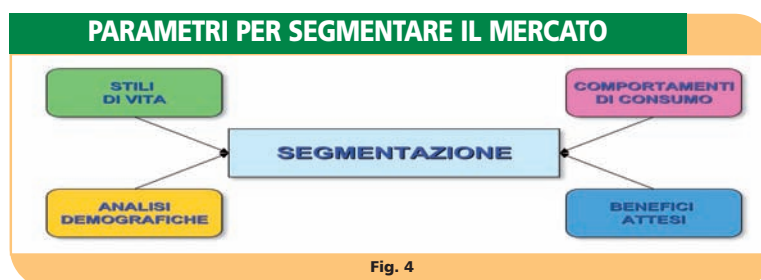 PARAMETRI PER SEGMENTARE IL MERCATO
STILI
DI VITA
COMPORTAMENTI
DI CONSUMO
SEGMENTAZIONE
ANALISI
DEMOGRAFICHE
BENEFICI
ATTESI
Fig. 4